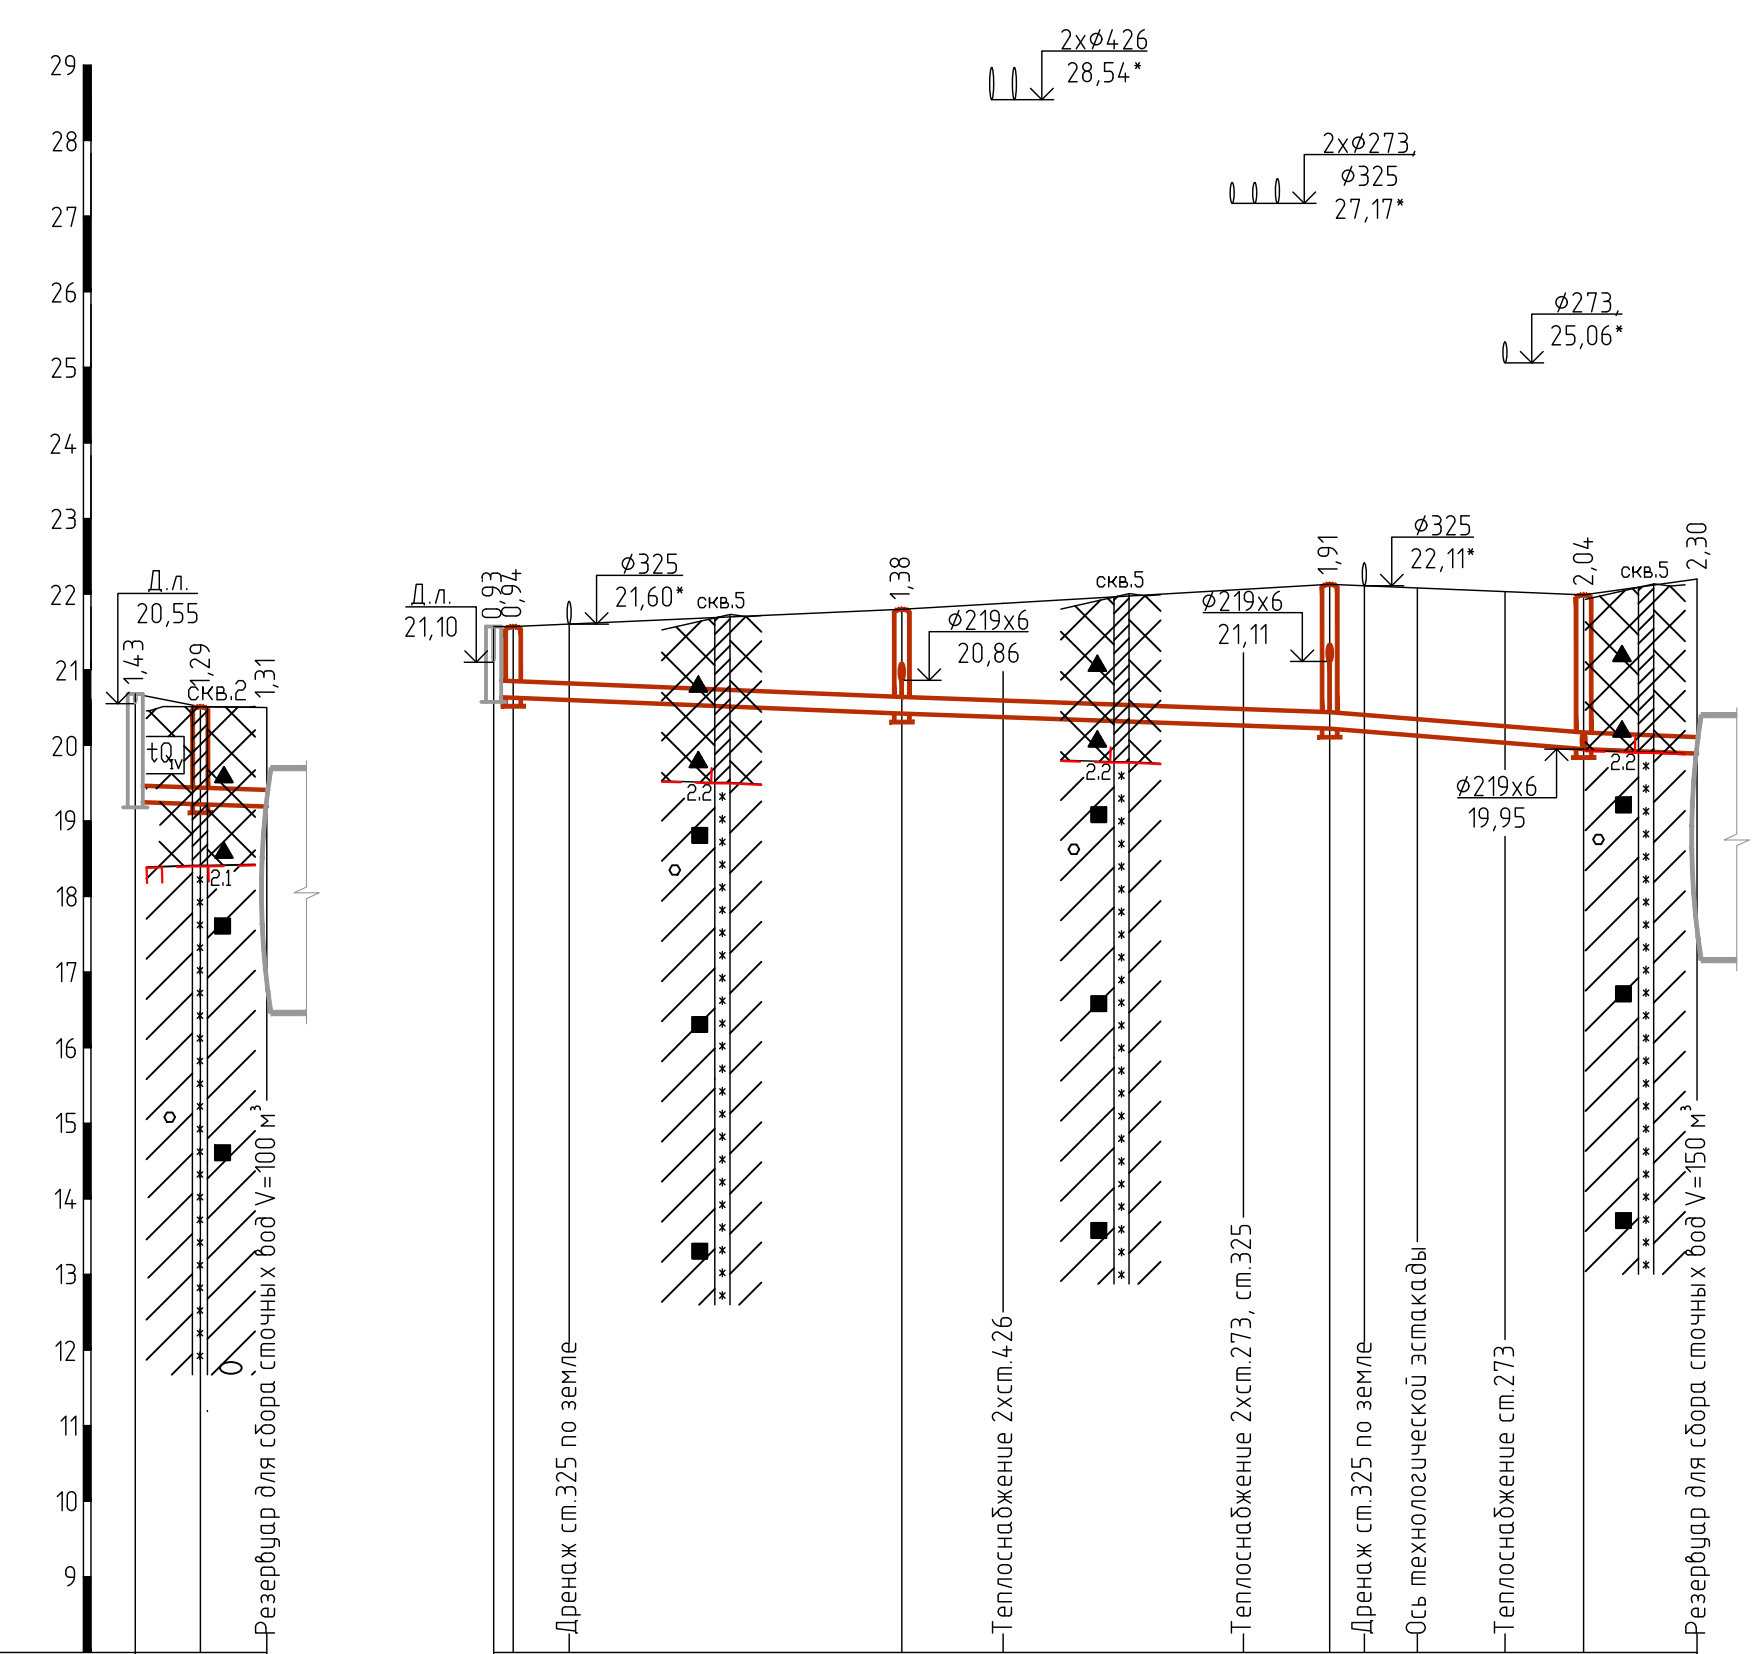 2xφ426
28,54*
2xφ273,
φ325
27,17*
φ273,
25,06*
29
28
27
26
25
24
23
22
21
20
19
18
17
16
15
14
13
12
11
10
9
Д.л.
20,55
1,43
1,29
скв.2
1,31
tQIV
2.1
Резервуар для сбора сточных вод V=100 м³
Д.л.
21,10
0,93
0,94
φ325
21,60*
скв.5
2.2
Дренаж ст.325 по земле
1,38
φ219х6
20,86
Теплоснабжение 2хст.426
скв.5
2.2
φ219х6
21,11
Теплоснабжение 2хст.273, ст.325
1,91
φ325
22,11*
Дренаж ст.325 по земле
Ось технологической эстакады
φ219х6
19,95
Теплоснабжение ст.273
2,04
скв.5
2.2
2,30
Резервуар для сбора сточных вод V=150 м³